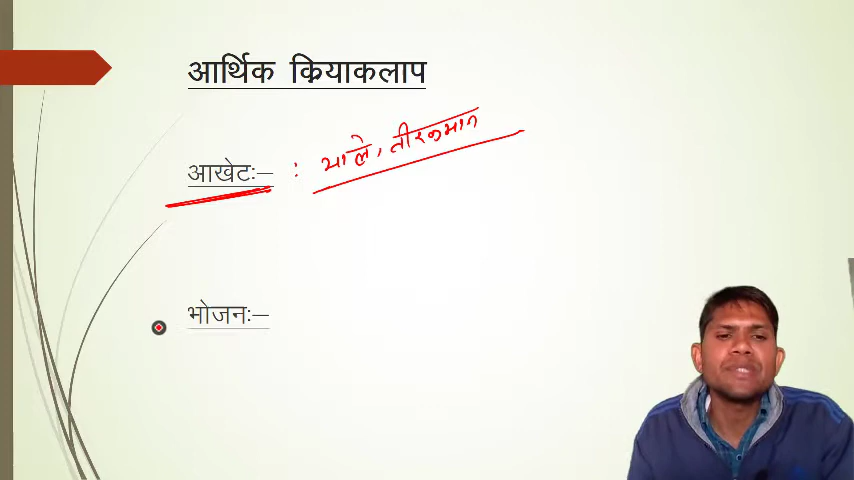 आर्थिक क्रियाकलाप
आखेटः– : भाले, तीरकमान
भोजनः–